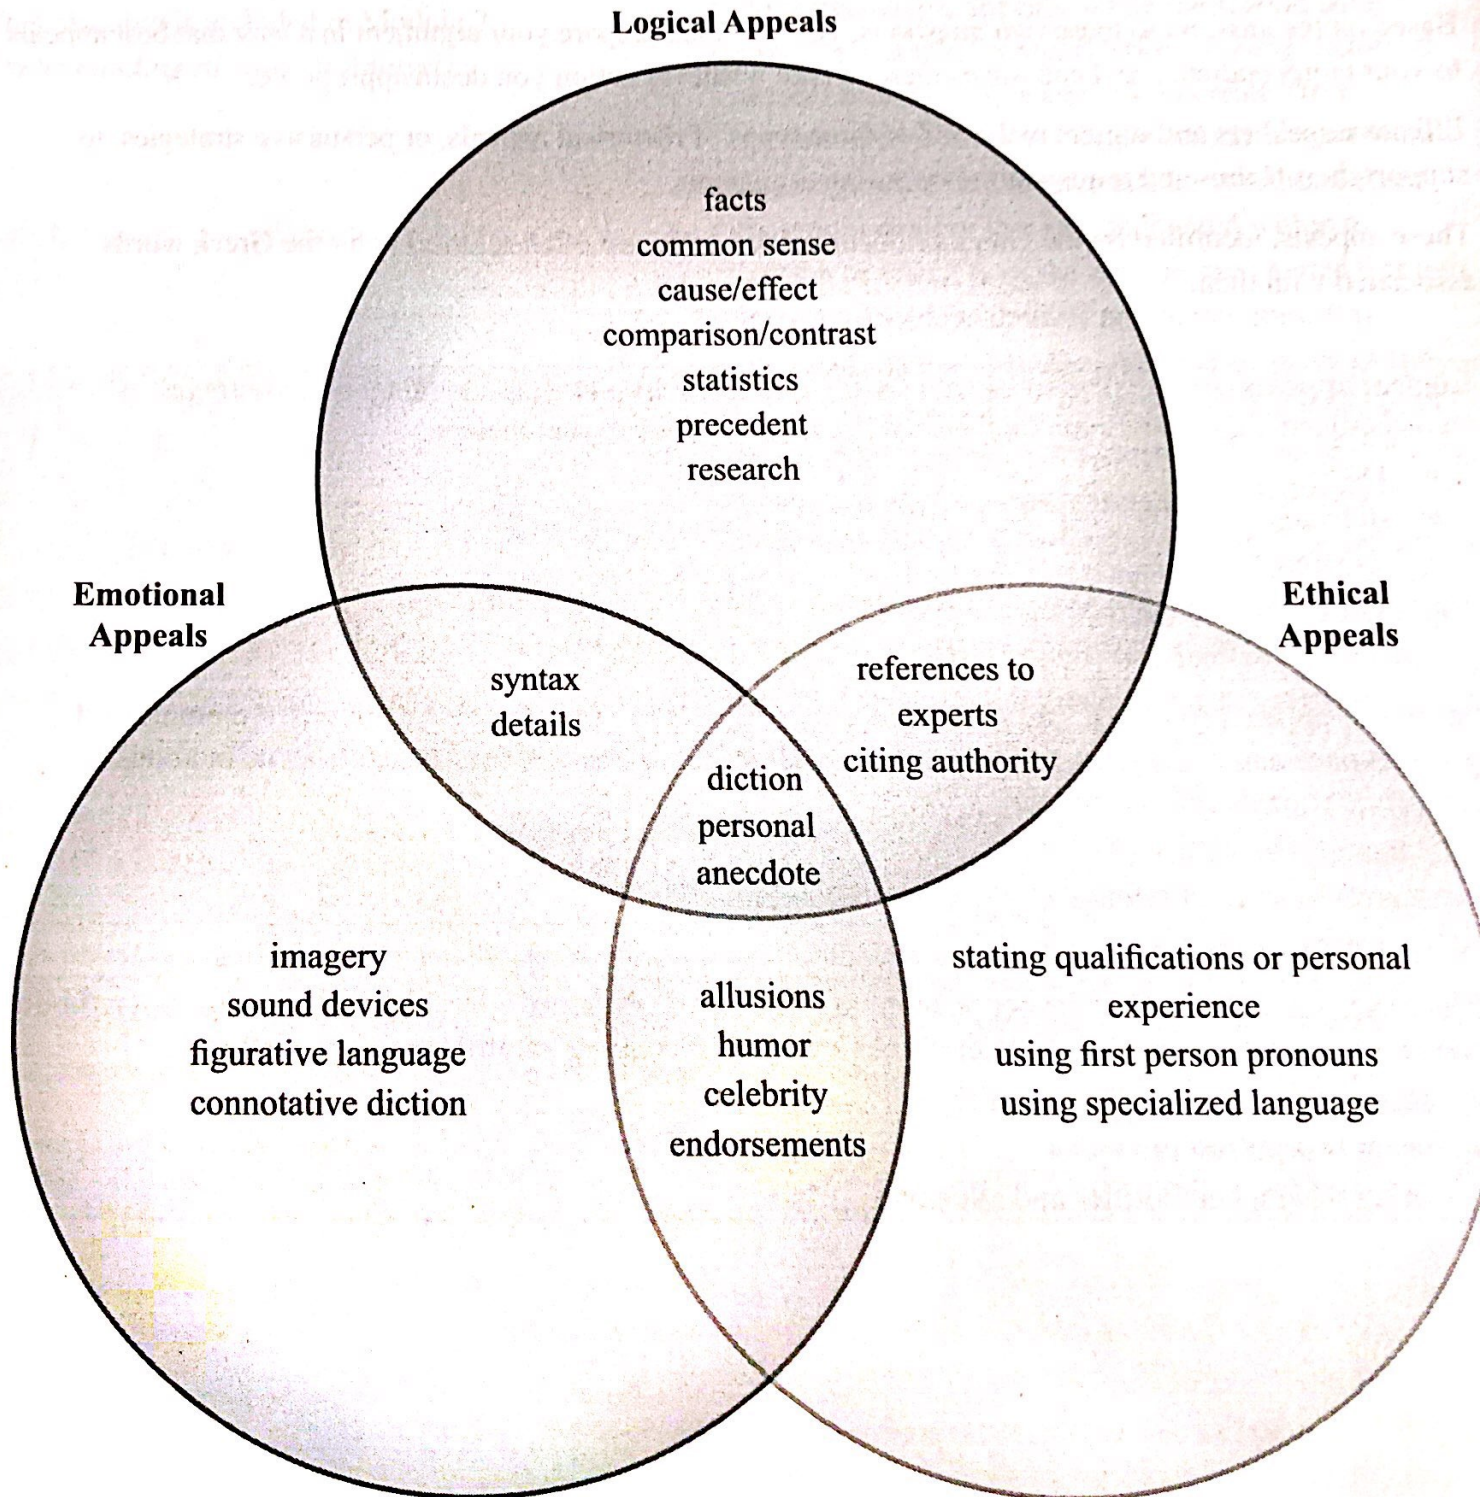 Logical Appeals
facts
common sense
cause/effect
comparison/contrast
statistics
precedent
research
Emotional
Appeals
Ethical
Appeals
syntax
details
references to
experts
citing authority
diction
personal
anecdote
imagery
sound devices
figurative language
connotative diction
allusions
humor
celebrity
endorsements
stating qualifications or personal
experience
using first person pronouns
using specialized language